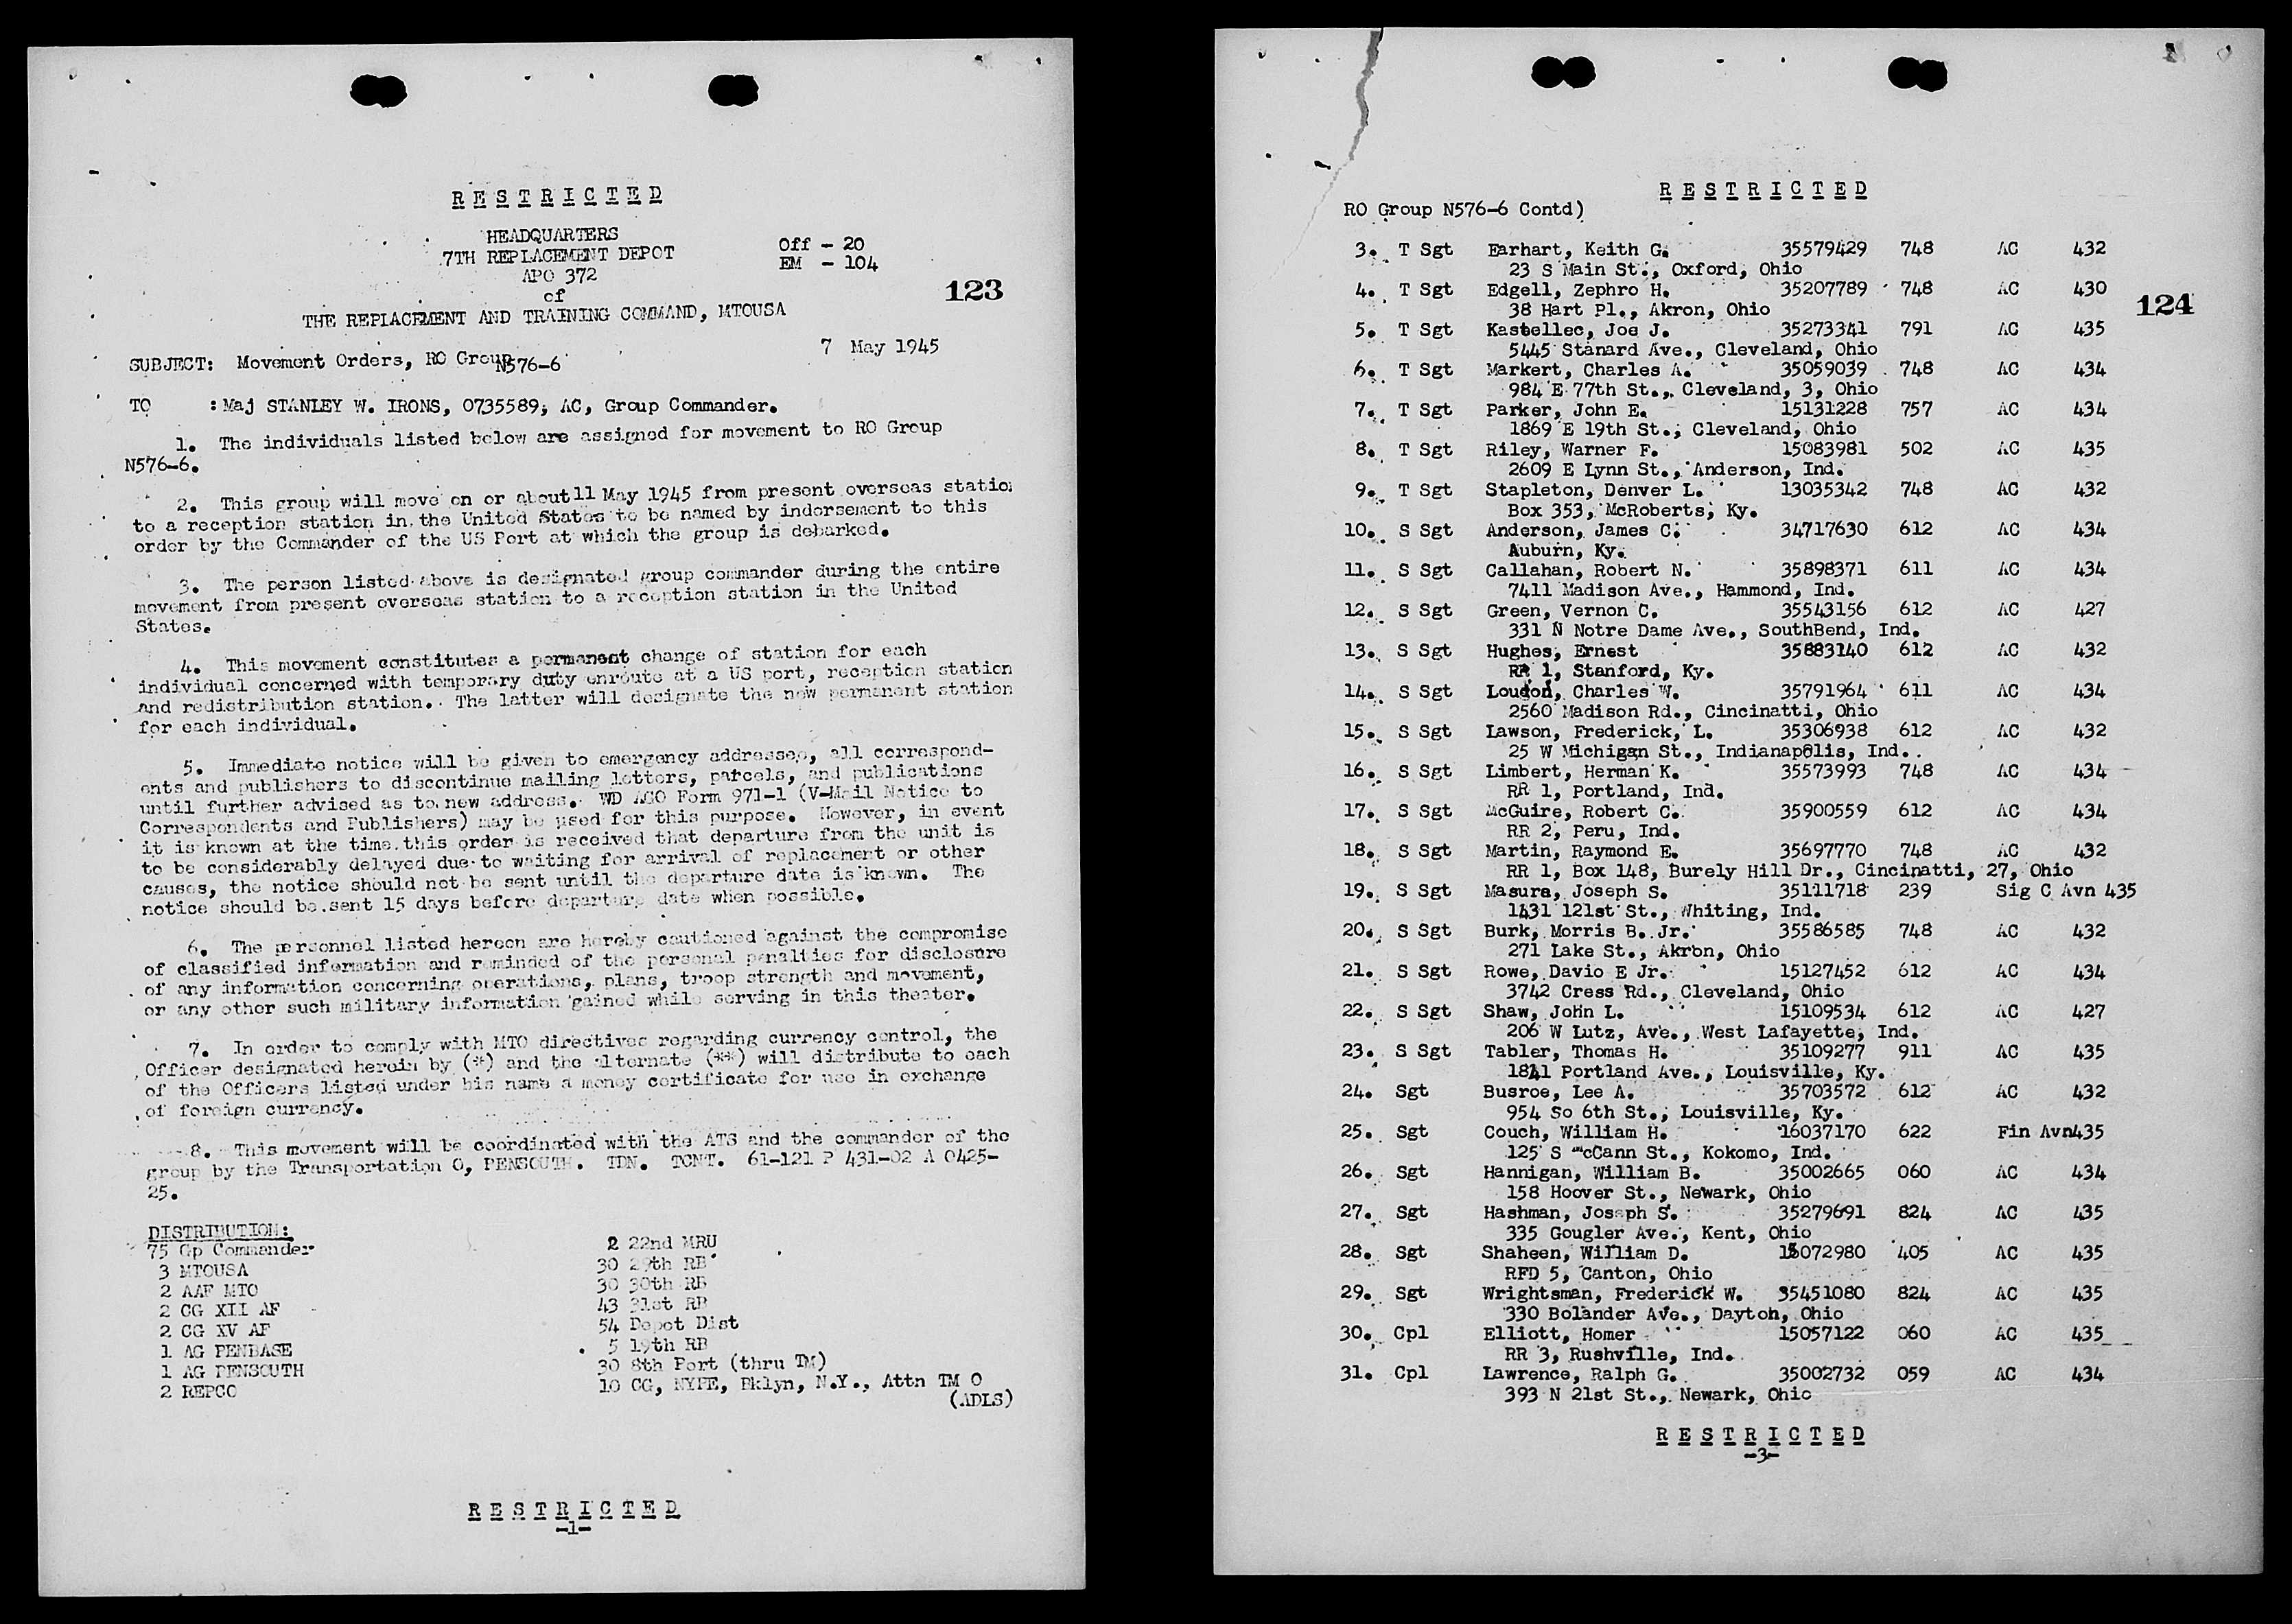 R E S T R I C T E D
HEADQUARTERS
7TH REPLACEMENT DEPOT
APO 372
of
THE REPLACEMENT AND TRAINING COMMAND, MTOUSA
Off - 20
EM - 104
123
7 May 1945
SUBJECT: Movement Orders, RO Group N576-6
TO : Maj STANLEY W. IRONS, O735589, AC, Group Commander.
1. The individuals listed below are assigned for movement to RO Group
N576-6.
2. This group will move on or about 11 May 1945 from present overseas station
to a reception station in the United States to be named by indorsement to this
order by the Commander of the US Port at which the group is debarked.
3. The person listed above is designated group commander during the entire
movement from present overseas station to a reception station in the United
States.
4. This movement constitutes a permanent change of station for each
individual concerned with temporary duty enroute at a US port, reception station
and redistribution station. The latter will designate the new permanent station
for each individual.
5. Immediate notice will be given to emergency addressee, all correspond-
ents and publishers to discontinue mailing letters, parcels, and publications
until further advised as to new address. WD AGO Form 971-1 (V-Mail Notice to
Correspondents and Publishers) may be used for this purpose. However, in event
it is known at the time this order is received that departure from the unit is
to be considerably delayed due to waiting for arrival of replacement or other
causes, the notice should not be sent until the departure date is known. The
notice should be sent 15 days before departure date when possible.
6. The personnel listed hereon are hereby cautioned against the compromise
of classified information and reminded of the personal penalties for disclosure
of any information concerning operations, plans, troop strength and movement,
or any other such military information gained while serving in this theater.
7. In order to comply with MTO directives regarding currency control, the
Officer designated herein by (*) and the alternate (**) will distribute to each
of the Officers listed under his name a money certificate for use in exchange
of foreign currency.
8. This movement will be coordinated with the ATS and the commander of the
group by the Transportation O, PENSOUTH. TDN. TCNT. 61-121 P 431-02 A 0425-
25.
DISTRIBUTION:
75 Gp Commander
3 MTOUSA
2 AAF MTO
2 CG XII AF
2 CG XV AF
1 AG PENBASE
1 AG PENSOUTH
2 REPCO
2 22nd MRU
30 29th RB
30 30th RB
43 31st RB
54 Depot Dist
5 19th RB
30 8th Port (thru TM)
10 CG, NYPE, Bklyn, N.Y., Attn TM O
(ADLS)
R E S T R I C T E D
-1-
R E S T R I C T E D
RO Group N576-6 Contd)
124
3. T Sgt Earhart, Keith G. 35579429 748 AC 432
23 S Main St., Oxford, Ohio
4. T Sgt Edgell, Zephro H. 35207789 748 AC 430
38 Hart Pl., Akron, Ohio
5. T Sgt Kastellec, Joe J. 35273341 791 AC 435
5445 Stanard Ave., Cleveland, Ohio
6. T Sgt Markert, Charles A. 35059039 748 AC 434
984 E 77th St., Cleveland, 3, Ohio
7. T Sgt Parker, John E. 15131228 757 AC 434
1869 E 19th St., Cleveland, Ohio
8. T Sgt Riley, Warner F. 15083981 502 AC 435
2609 E Lynn St., Anderson, Ind.
9. T Sgt Stapleton, Denver L. 13035342 748 AC 432
Box 353, McRoberts, Ky.
10. S Sgt Anderson, James C. 34717630 612 AC 434
Auburn, Ky.
11. S Sgt Callahan, Robert N. 35898371 611 AC 434
7411 Madison Ave., Hammond, Ind.
12. S Sgt Green, Vernon C. 35543156 612 AC 427
331 N Notre Dame Ave., SouthBend, Ind.
13. S Sgt Hughes, Ernest 35883140 612 AC 432
RR 1, Stanford, Ky.
14. S Sgt Loudon, Charles W. 35791964 611 AC 434
2560 Madison Rd., Cincinatti, Ohio
15. S Sgt Lawson, Frederick, L. 35306938 612 AC 432
25 W Michigan St., Indianapolis, Ind.
16. S Sgt Limbert, Herman K. 35573993 748 AC 434
RR 1, Portland, Ind.
17. S Sgt McGuire, Robert C. 35900559 612 AC 434
RR 2, Peru, Ind.
18. S Sgt Martin, Raymond E. 35697770 748 AC 432
RR 1, Box 148, Burely Hill Dr., Cincinatti, 27, Ohio
19. S Sgt Masura, Joseph S. 35111718 239 Sig C Avn 435
1431 121st St., Whiting, Ind.
20. S Sgt Burk, Morris B. Jr. 35586585 748 AC 432
271 Lake St., Akron, Ohio
21. S Sgt Rowe, Davio E Jr. 15127452 612 AC 434
3742 Cress Rd., Cleveland, Ohio
22. S Sgt Shaw, John L. 15109534 612 AC 427
206 W Lutz, Ave., West Lafayette, Ind.
23. S Sgt Tabler, Thomas H. 35109277 911 AC 435
1841 Portland Ave., Louisville, Ky.
24. Sgt Busroe, Lee A. 35703572 612 AC 432
954 So 6th St., Louisville, Ky.
25. Sgt Couch, William H. 16037170 622 Fin Avn435
125 S McCann St., Kokomo, Ind.
26. Sgt Hannigan, William B. 35002665 060 AC 434
158 Hoover St., Newark, Ohio
27. Sgt Hashman, Joseph S. 35279691 824 AC 435
335 Gougler Ave., Kent, Ohio
28. Sgt Shaheen, William D. 15072980 405 AC 435
RFD 5, Canton, Ohio
29. Sgt Wrightsman, Frederick W. 35451080 824 AC 435
330 Bolander Ave., Dayton, Ohio
30. Cpl Elliott, Homer 15057122 060 AC 435
RR 3, Rushville, Ind.
31. Cpl Lawrence, Ralph G. 35002732 059 AC 434
393 N 21st St., Newark, Ohio
R E S T R I C T E D
-3-